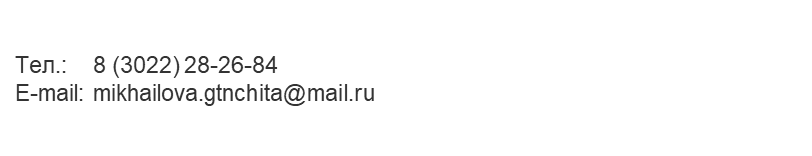 Тел.: 8 (3022) 28-26-84
E-mail: mikhailova.gtnchita@mail.ru